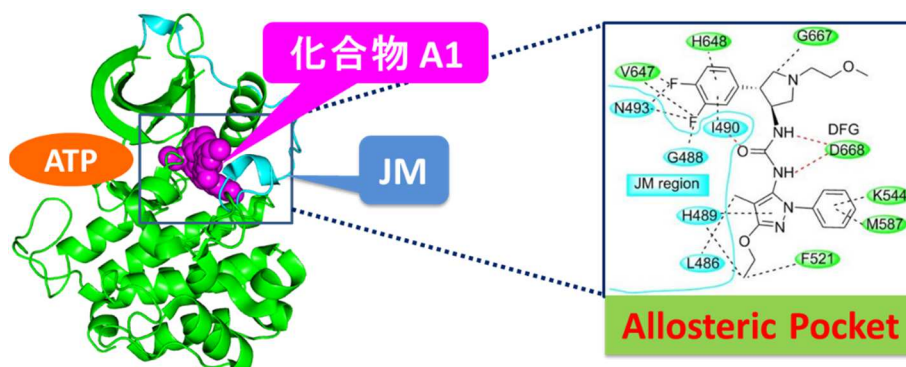 化合物 A1
ATP
JM
H648
G667
V647
F
N
O
N493
F
I490
NH
DFG
G488
O
D668
JM region
NH
K544
H489
N
N
M587
O
L486
F521
Allosteric Pocket